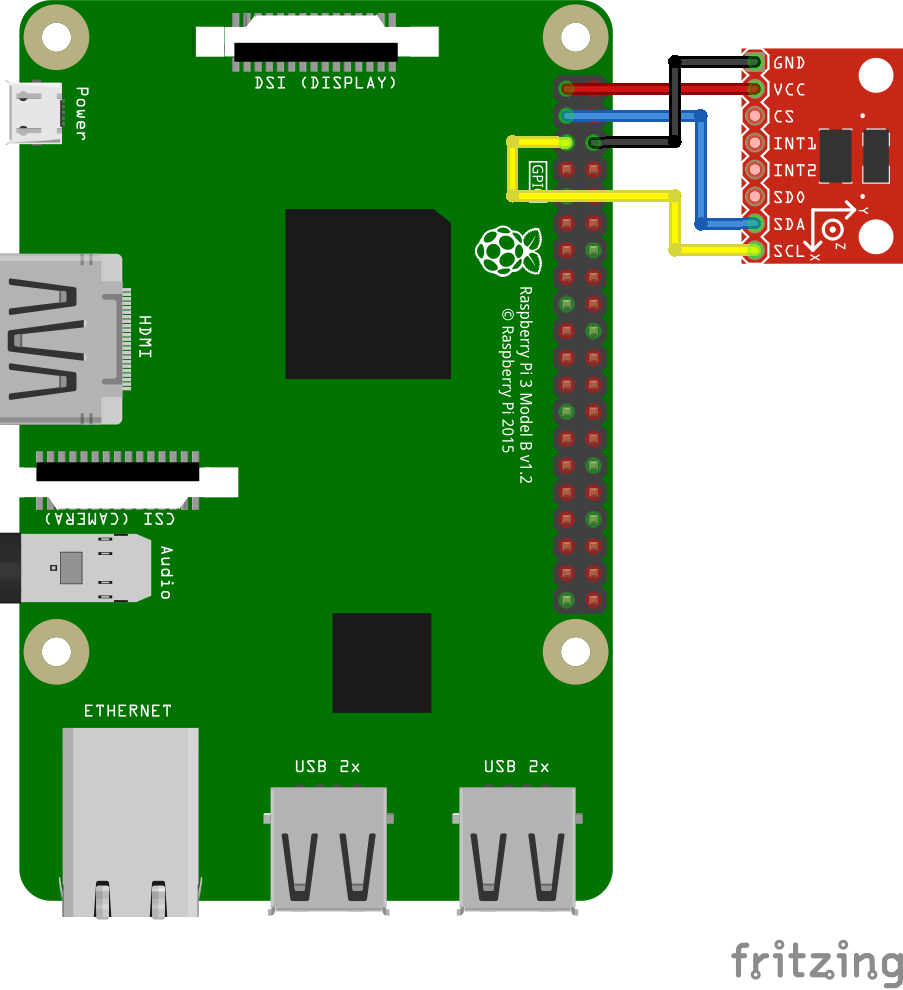 DSI (DISPLAY)
Power
HDMI
CSI (CAMERA)
Audio
ETHERNET
USB 2x
USB 2x
GPIO
Raspberry Pi 3 Model B v1.2
© Raspberry Pi 2015
GND
VCC
CS
INT1
INT2
SDO
SDA
SCL
Y
Z
X
fritzing